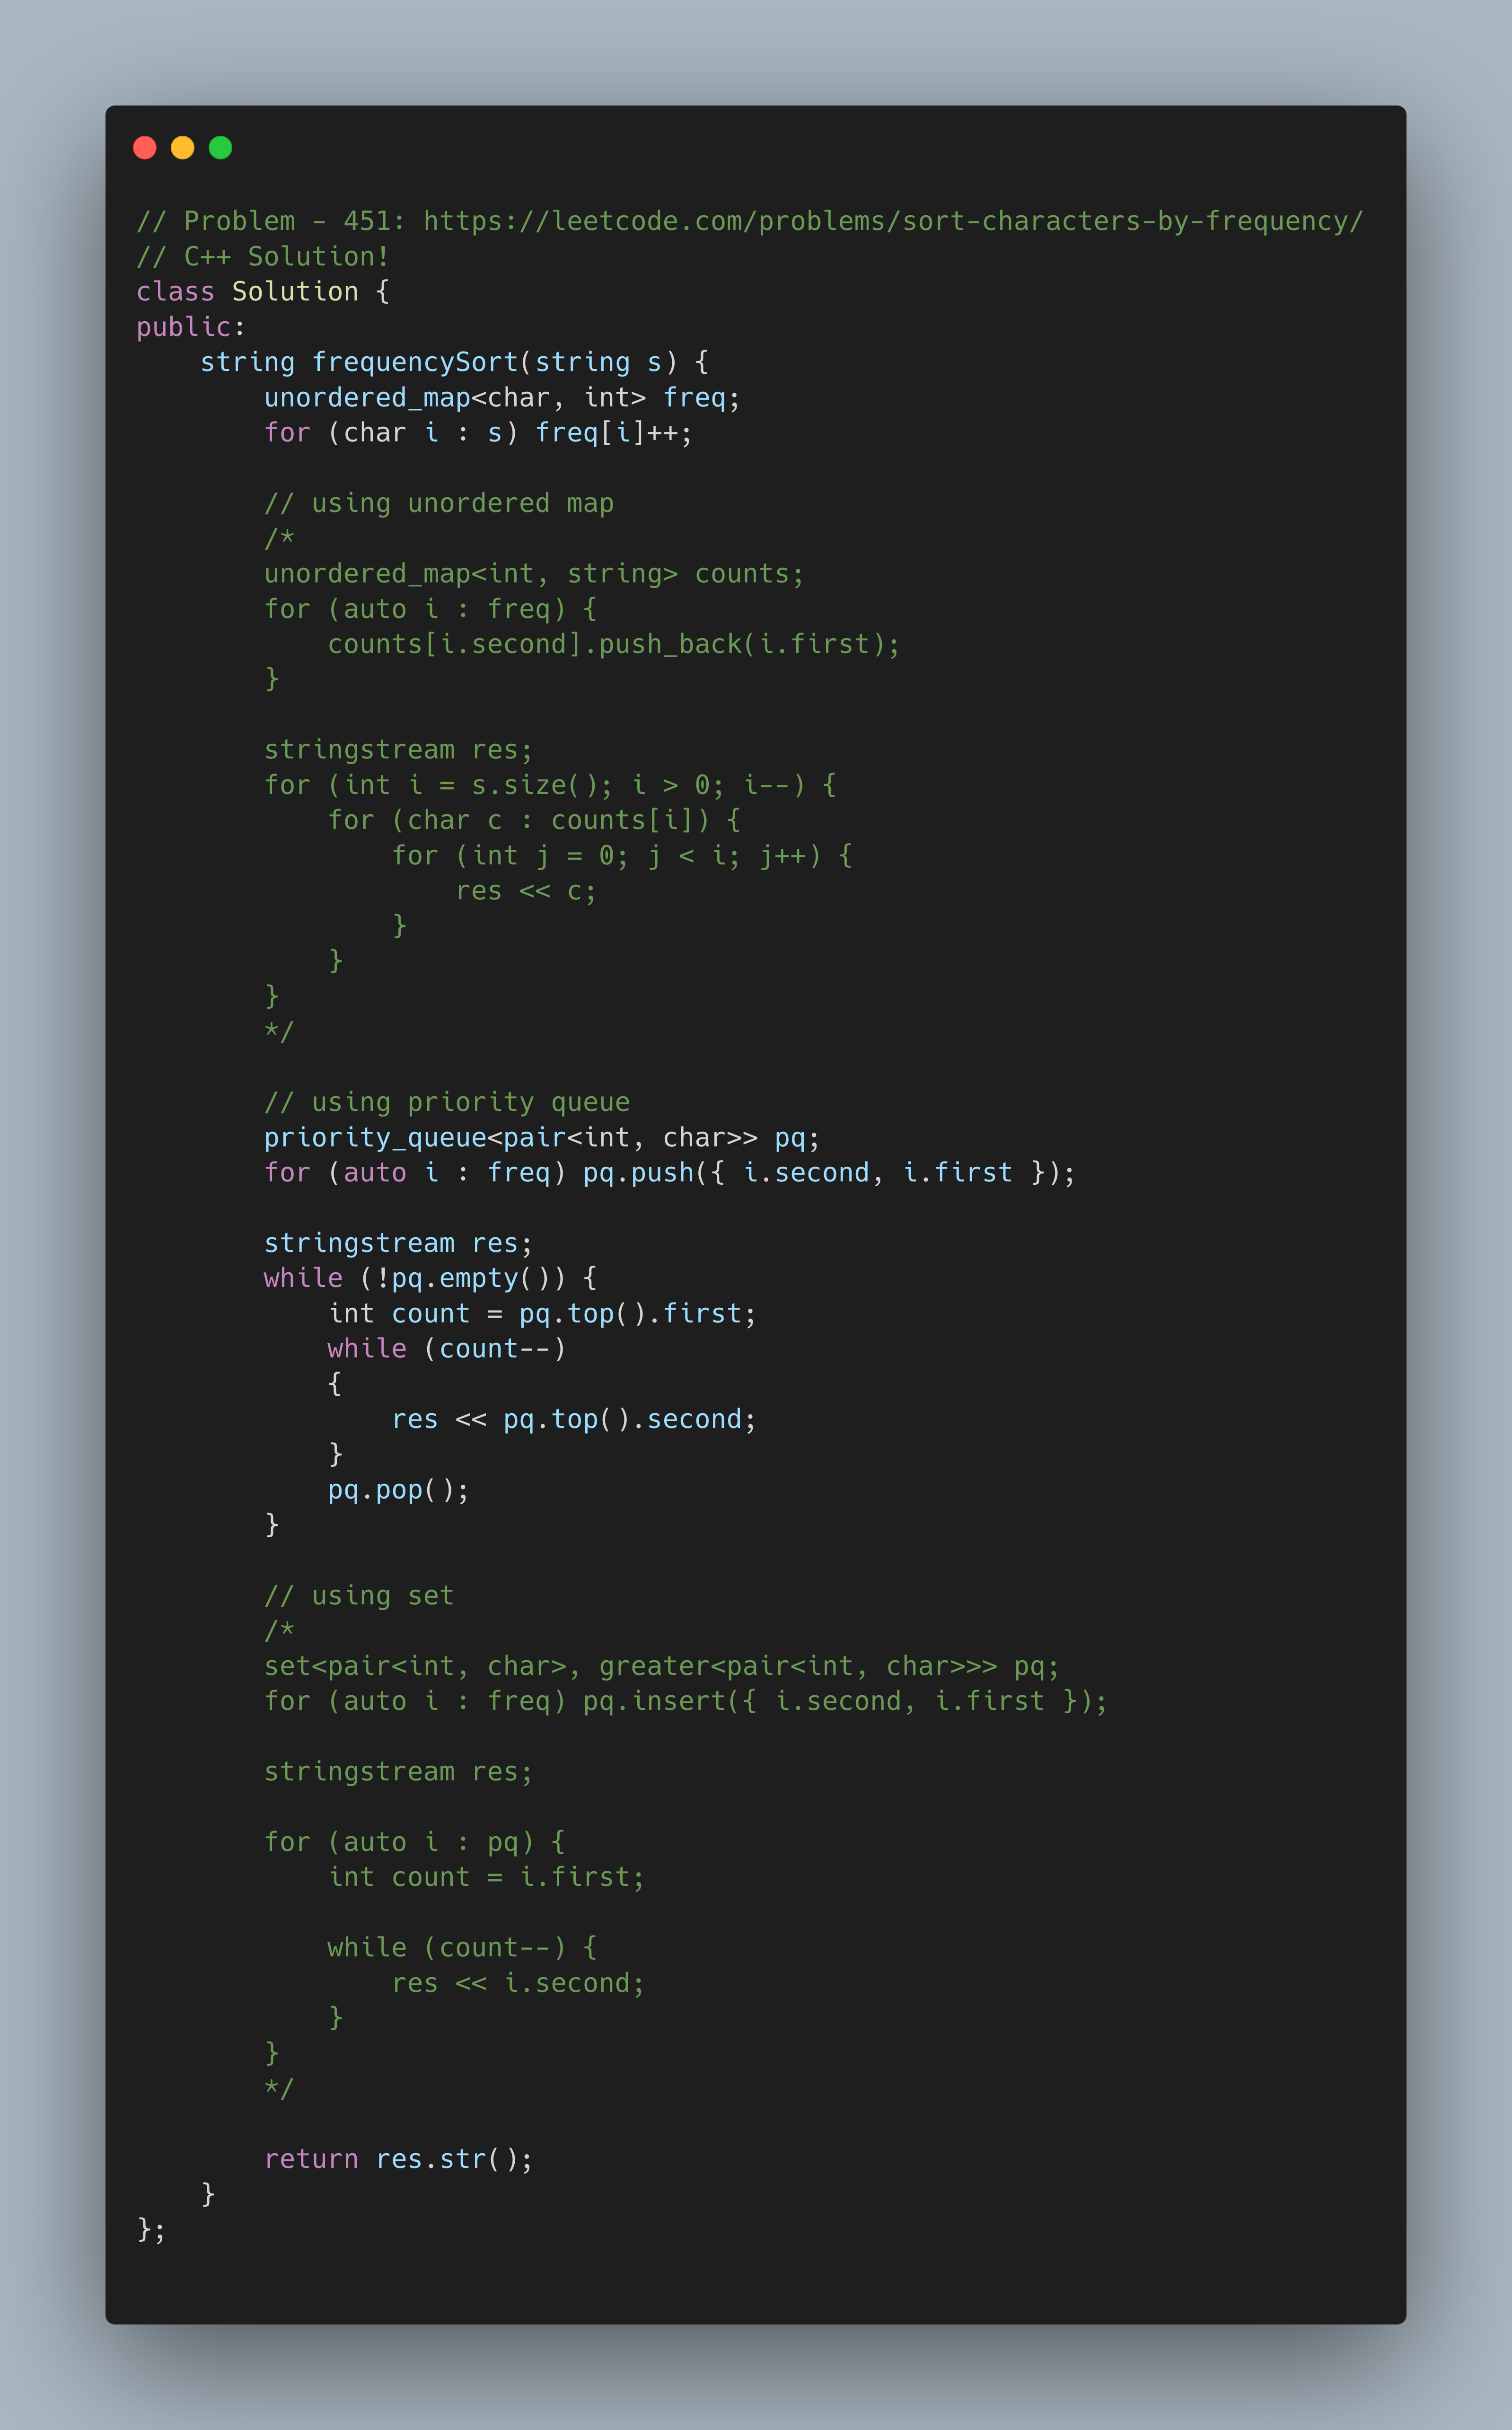 // Problem - 451: https://leetcode.com/problems/sort-characters-by-frequency/
// C++ Solution!
class Solution {
public:
    string frequencySort(string s) {
        unordered_map<char, int> freq;
        for (char i : s) freq[i]++;

        // using unordered map
        /*
        unordered_map<int, string> counts;
        for (auto i : freq) {
            counts[i.second].push_back(i.first);
        }

        stringstream res;
        for (int i = s.size(); i > 0; i--) {
            for (char c : counts[i]) {
                for (int j = 0; j < i; j++) {
                    res << c;
                }
            }
        }
        */

        // using priority queue
        priority_queue<pair<int, char>> pq;
        for (auto i : freq) pq.push({ i.second, i.first });

        stringstream res;
        while (!pq.empty()) {
            int count = pq.top().first;
            while (count--)
            {
                res << pq.top().second;
            }
            pq.pop();
        }

        // using set
        /*
        set<pair<int, char>, greater<pair<int, char>>> pq;
        for (auto i : freq) pq.insert({ i.second, i.first });

        stringstream res;

        for (auto i : pq) {
            int count = i.first;

            while (count--) {
                res << i.second;
            }
        }
        */

        return res.str();
    }
};